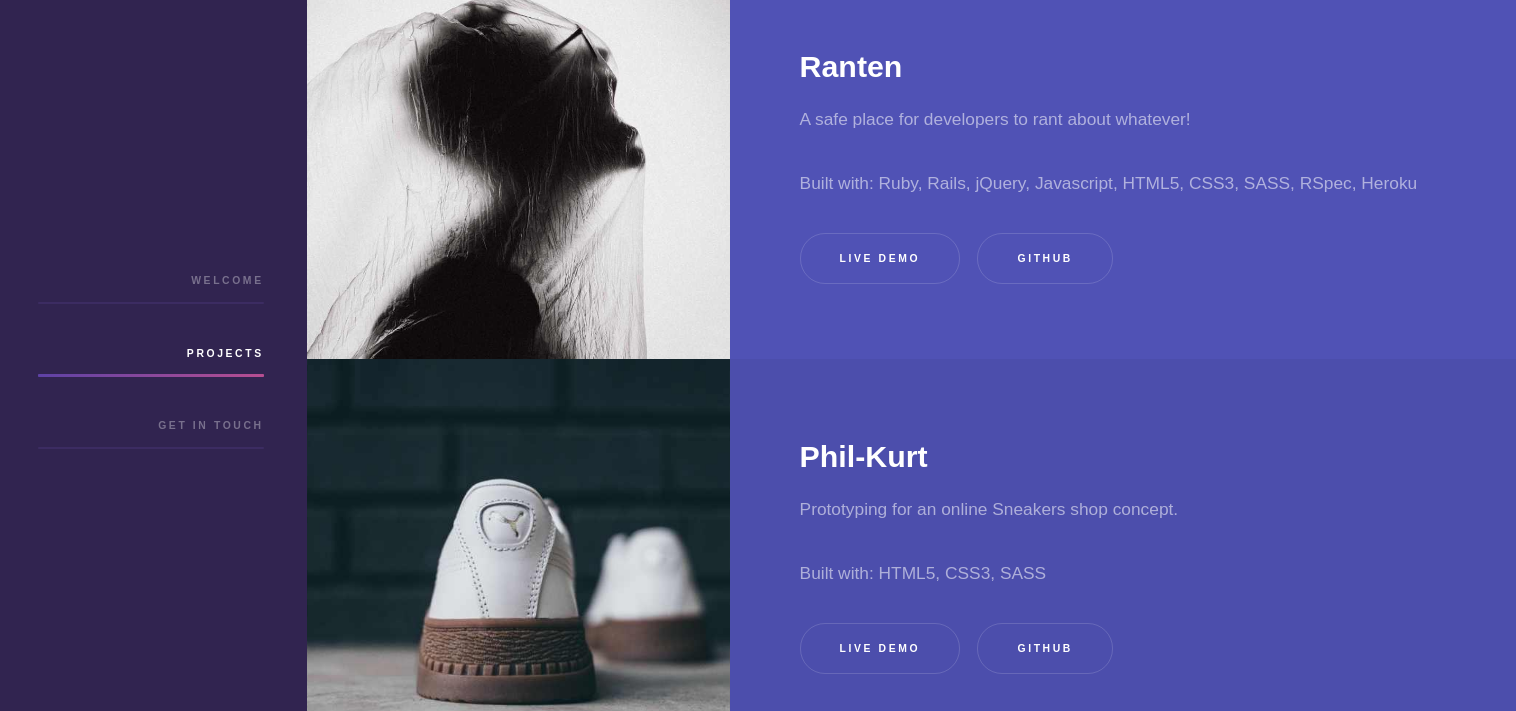 WELCOME
PROJECTS
GET IN TOUCH
Ranten
A safe place for developers to rant about whatever!
Built with: Ruby, Rails, jQuery, Javascript, HTML5, CSS3, SASS, RSpec, Heroku
LIVE DEMO
GITHUB
Phil-Kurt
Prototyping for an online Sneakers shop concept.
Built with: HTML5, CSS3, SASS
LIVE DEMO
GITHUB